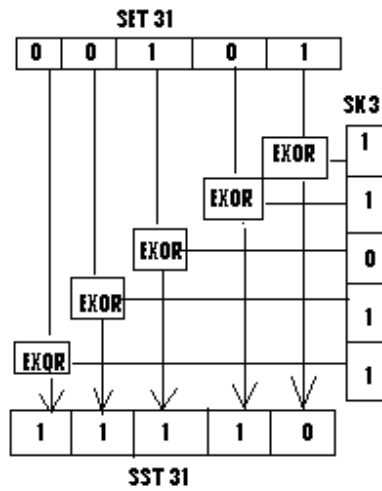 SET 31
0 0 1 0 1
SK3
1
EXOR
1
EXOR
EXOR
0
EXOR
1
EXOR
1
1 1 1 1 0
SST 31